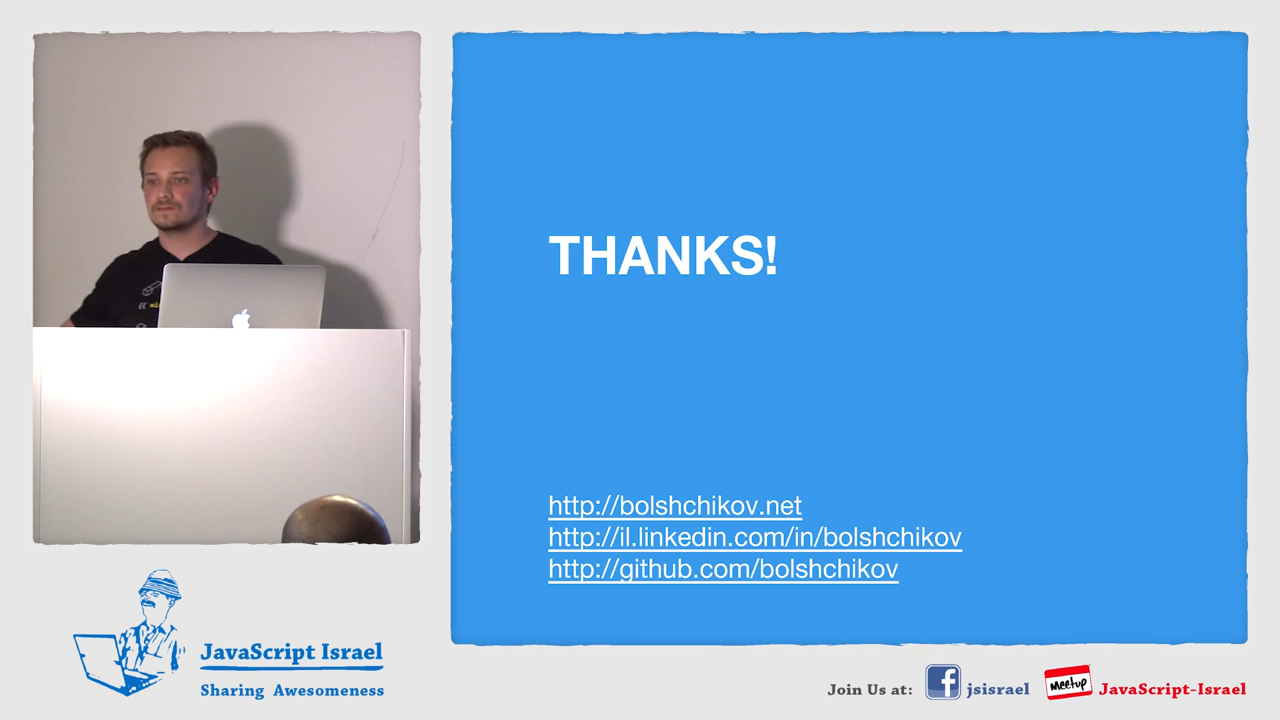 THANKS!
http://bolshchikov.net
http://il.linkedin.com/in/bolshchikov
http://github.com/bolshchikov
JavaScript Israel
Sharing Awesomeness
Join Us at:
jsisrael
Meetup
JavaScript-Israel